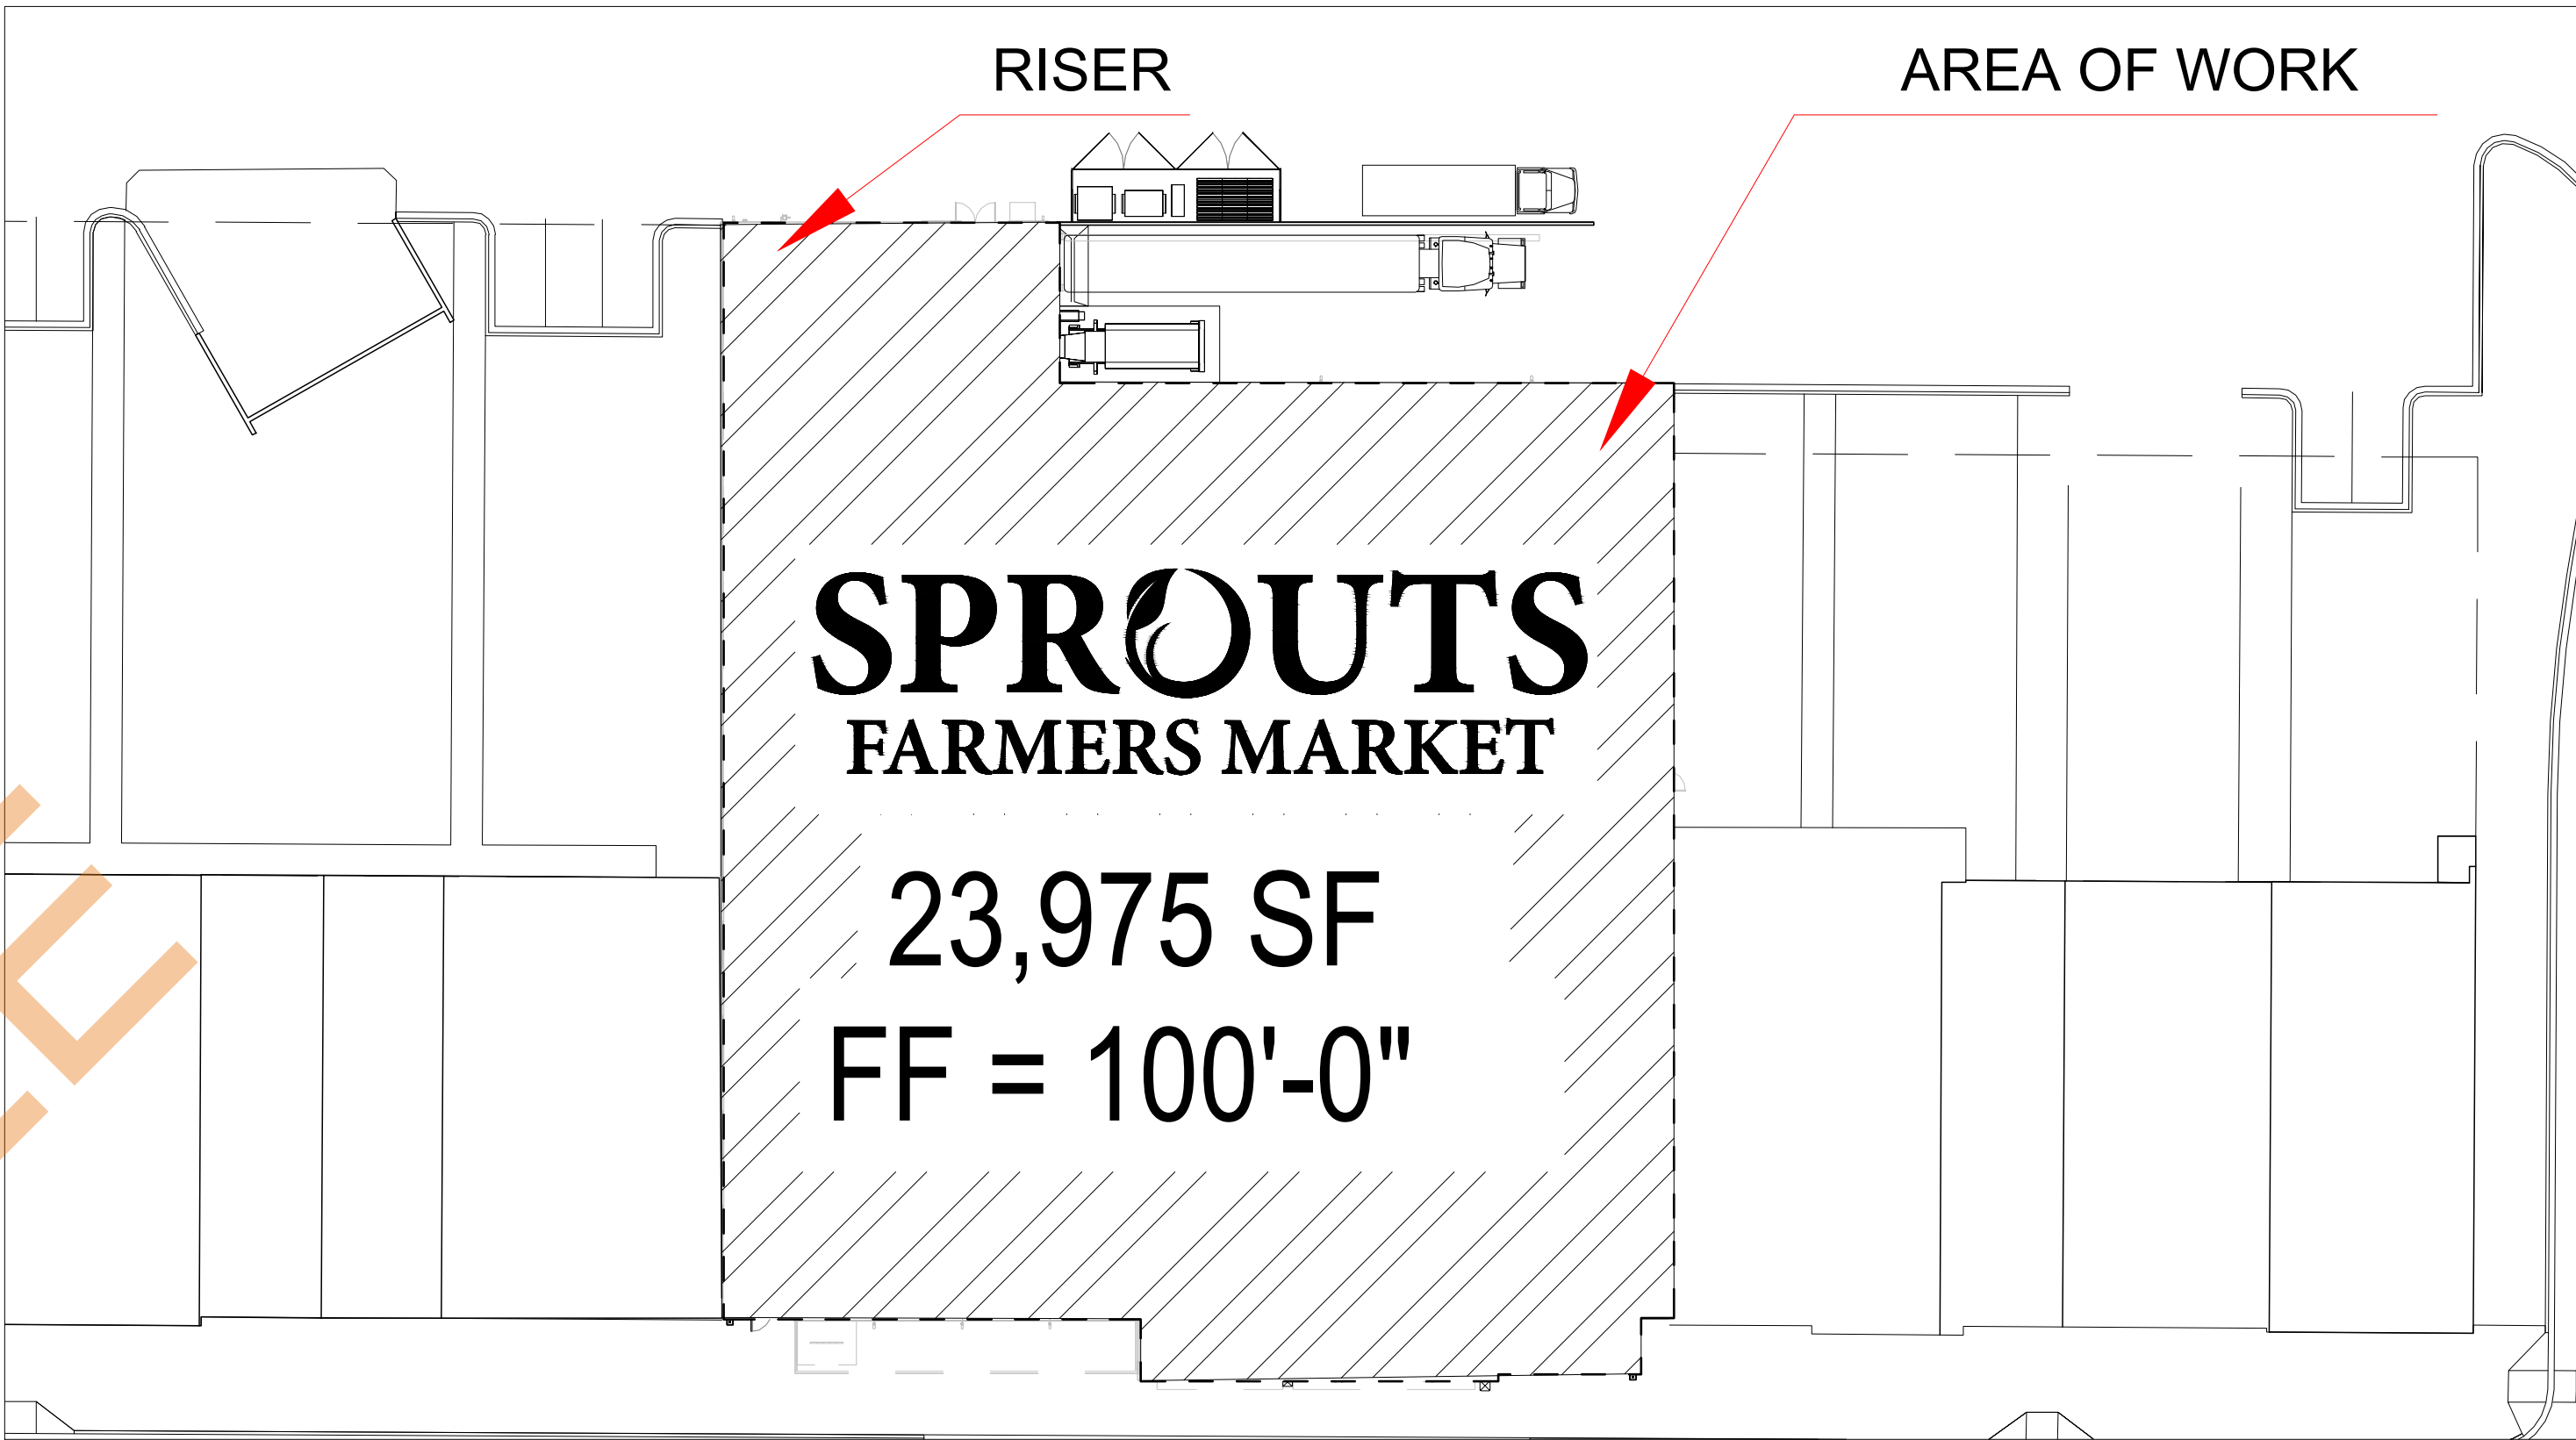 RISER
AREA OF WORK
SPROUTS
FARMERS MARKET
23,975 SF
FF = 100'-0"